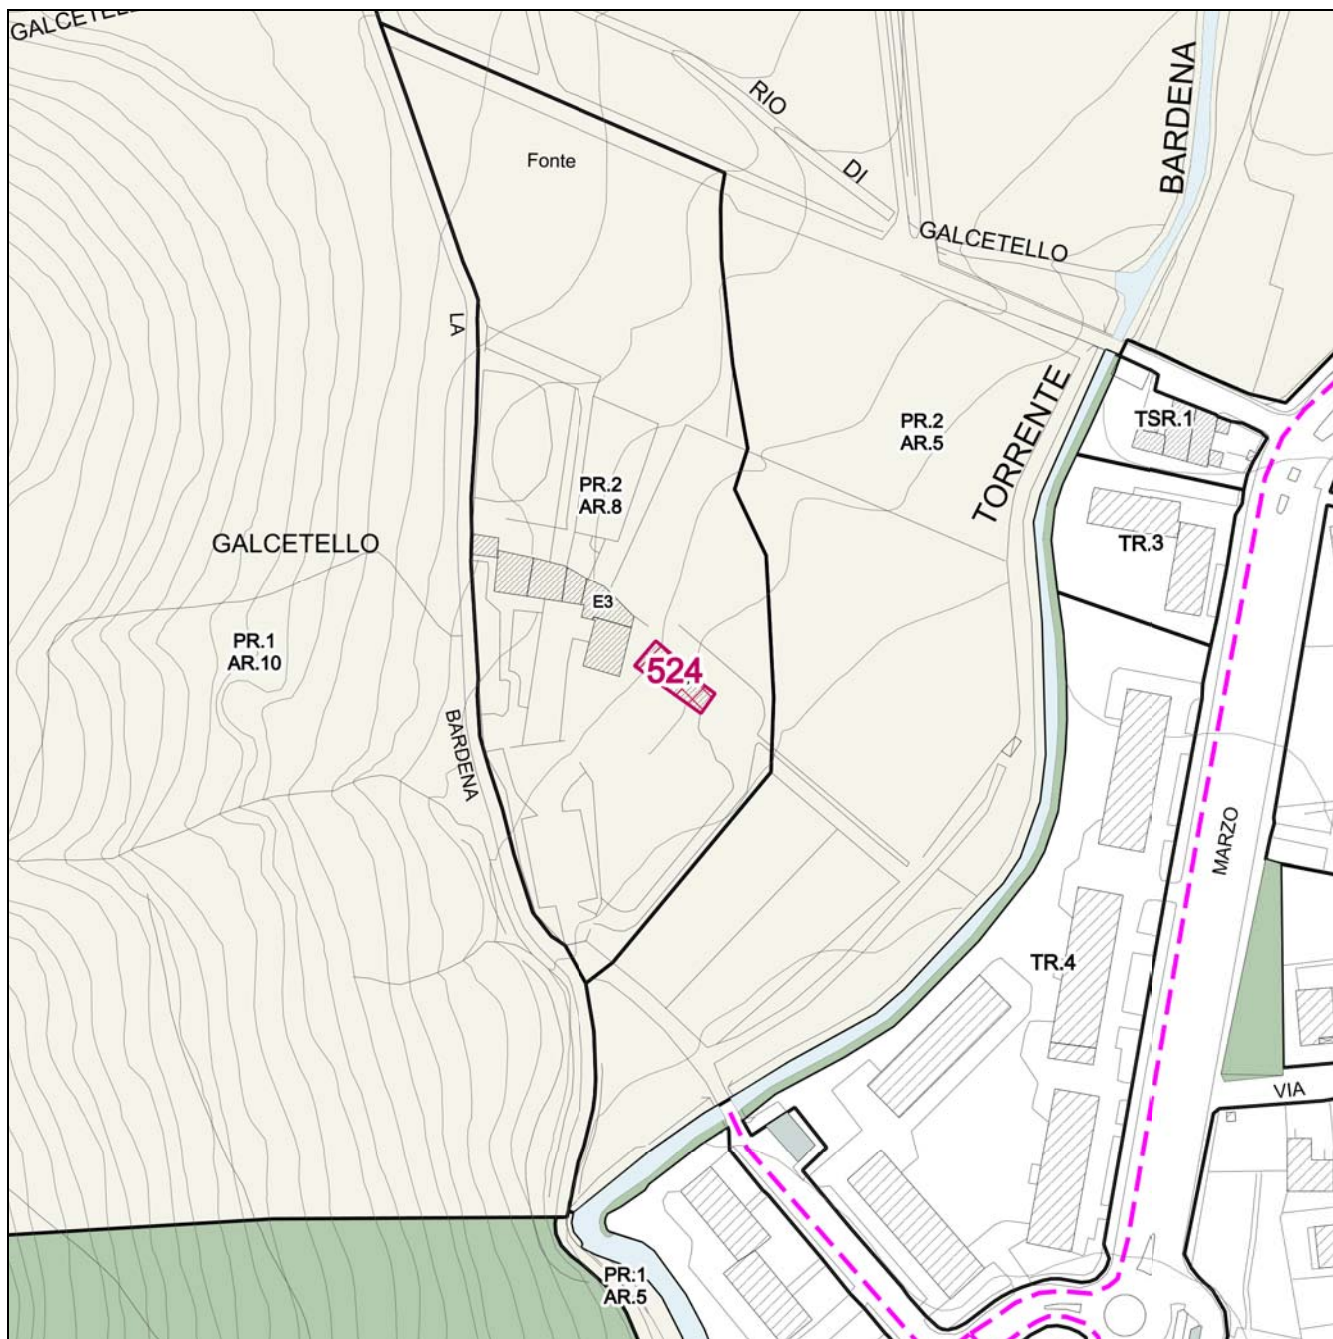 GALCETELL
RIO
DI
GALCETELLO
BARDENA
Fonte
LA
TORRENTE
TSR.1
PR.2
AR.5
PR.2
AR.8
TR.3
GALCETELLO
E3
PR.1
AR.10
524
BARDENA
MARZO
TR.4
VIA
PR.1
AR.5